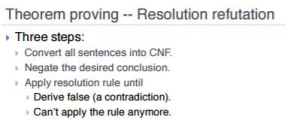 Theorem proving -- Resolution refutation
Three steps:
Convert all sentences into CNF.
Negate the desired conclusion.
Apply resolution rule until
Derive false (a contradiction).
Can't apply the rule anymore.